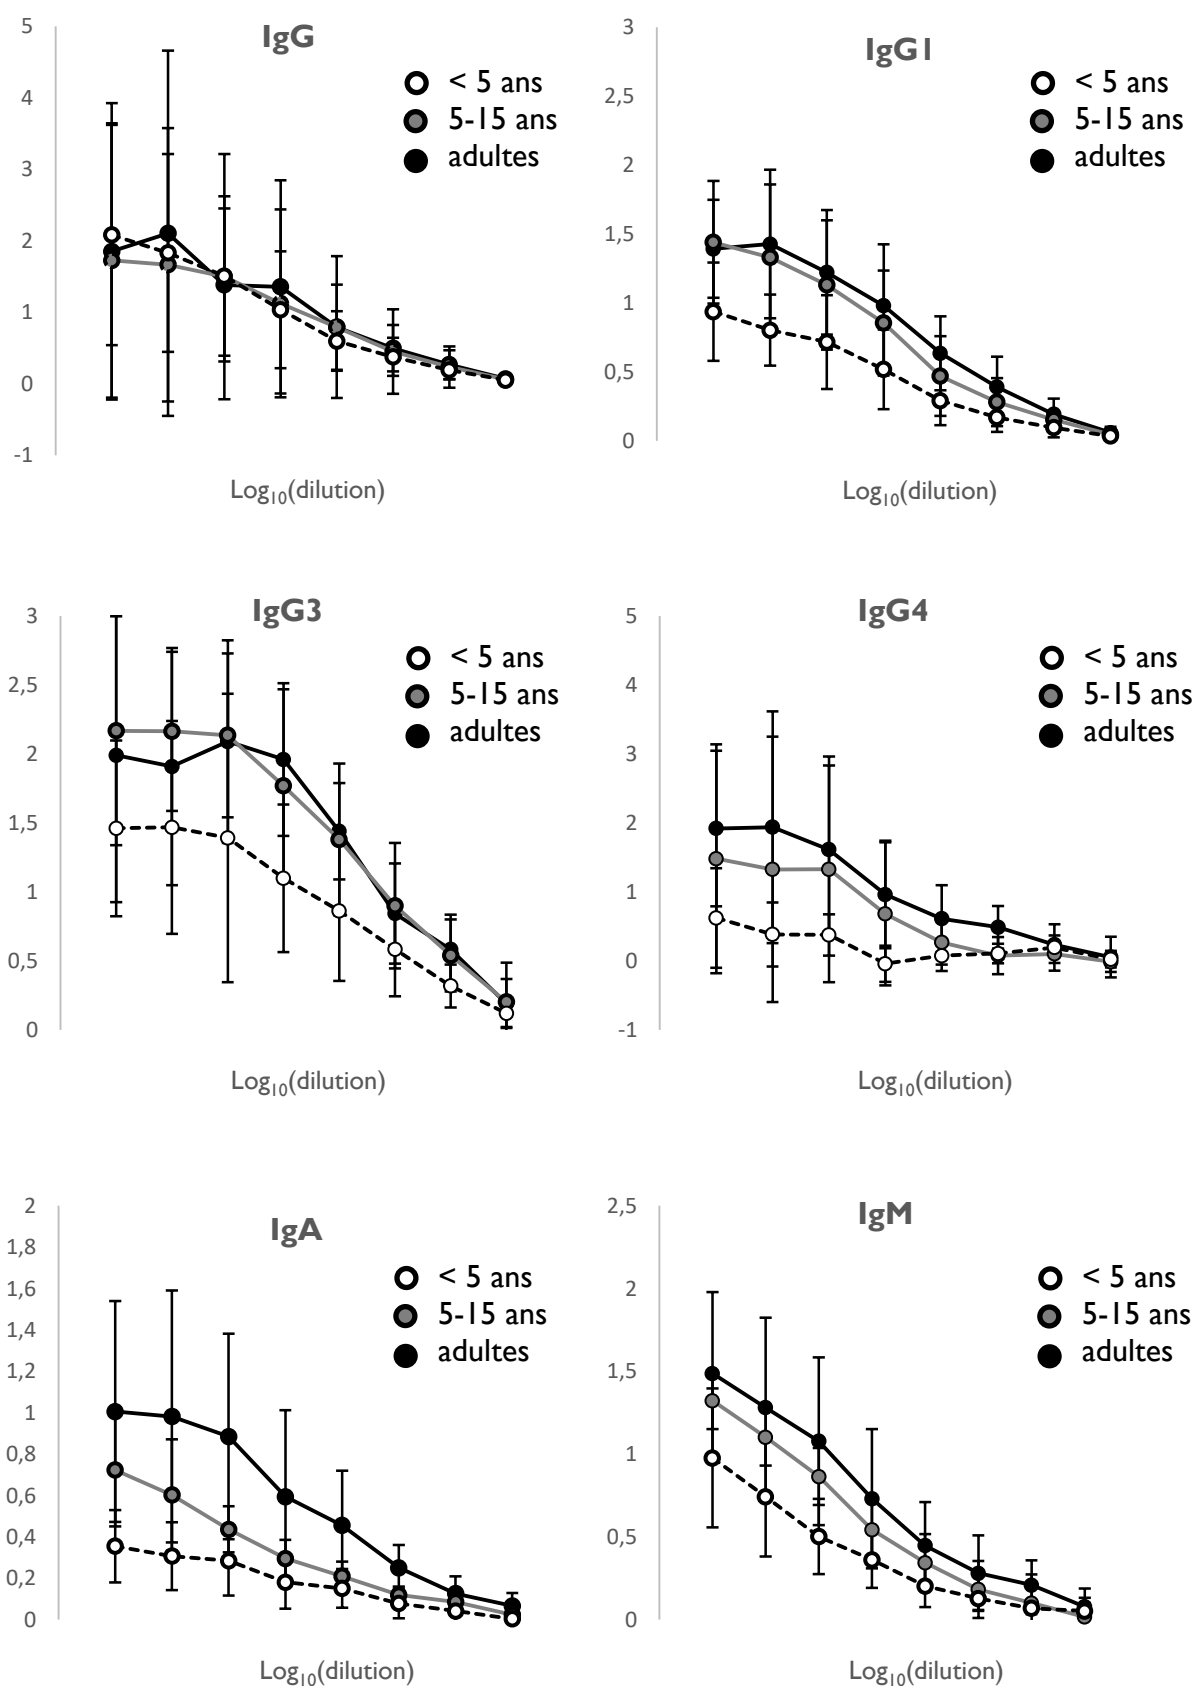 IgG
5
4
3
2
1
0
-1
< 5 ans
5-15 ans
adultes
Log10(dilution)
IgG1
3
2,5
2
1,5
1
0,5
0
< 5 ans
5-15 ans
adultes
Log10(dilution)
IgG3
3
2,5
2
1,5
1
0,5
0
< 5 ans
5-15 ans
adultes
Log10(dilution)
IgG4
5
4
3
2
1
0
-1
< 5 ans
5-15 ans
adultes
Log10(dilution)
IgA
2
1,8
1,6
1,4
1,2
1
0,8
0,6
0,4
0,2
0
< 5 ans
5-15 ans
adultes
Log10(dilution)
IgM
2,5
2
1,5
1
0,5
0
< 5 ans
5-15 ans
adultes
Log10(dilution)